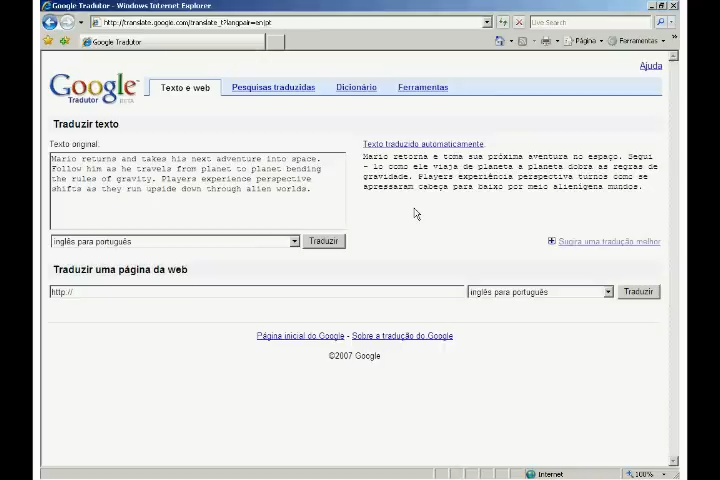 Google Tradutor - Windows Internet Explorer
http://translate.google.com/translate_t?langpair=en|pt
Live Search
Google Tradutor
Página
Ferramentas
Ajuda
Google™
Tradutor BETA
Texto e web
Pesquisas traduzidas
Dicionário
Ferramentas
Traduzir texto
Texto original:
Texto traduzido automaticamente:
Mario returns and takes his next adventure into space.
Follow him as he travels from planet to planet bending
the rules of gravity. Players experience perspective
shifts as they run upside down through alien worlds.
Mario retorna e toma sua próxima aventura no espaço. Segui
- lo como ele viaja de planeta a planeta dobra as regras de
gravidade. Players experiência perspectiva turnos como se
apressaram cabeça para baixo por meio alienígena mundos.
inglês para português
Traduzir
Sugira uma tradução melhor
Traduzir uma página da web
http://
inglês para português
Traduzir
Página inicial do Google - Sobre a tradução do Google
©2007 Google
Internet
100%